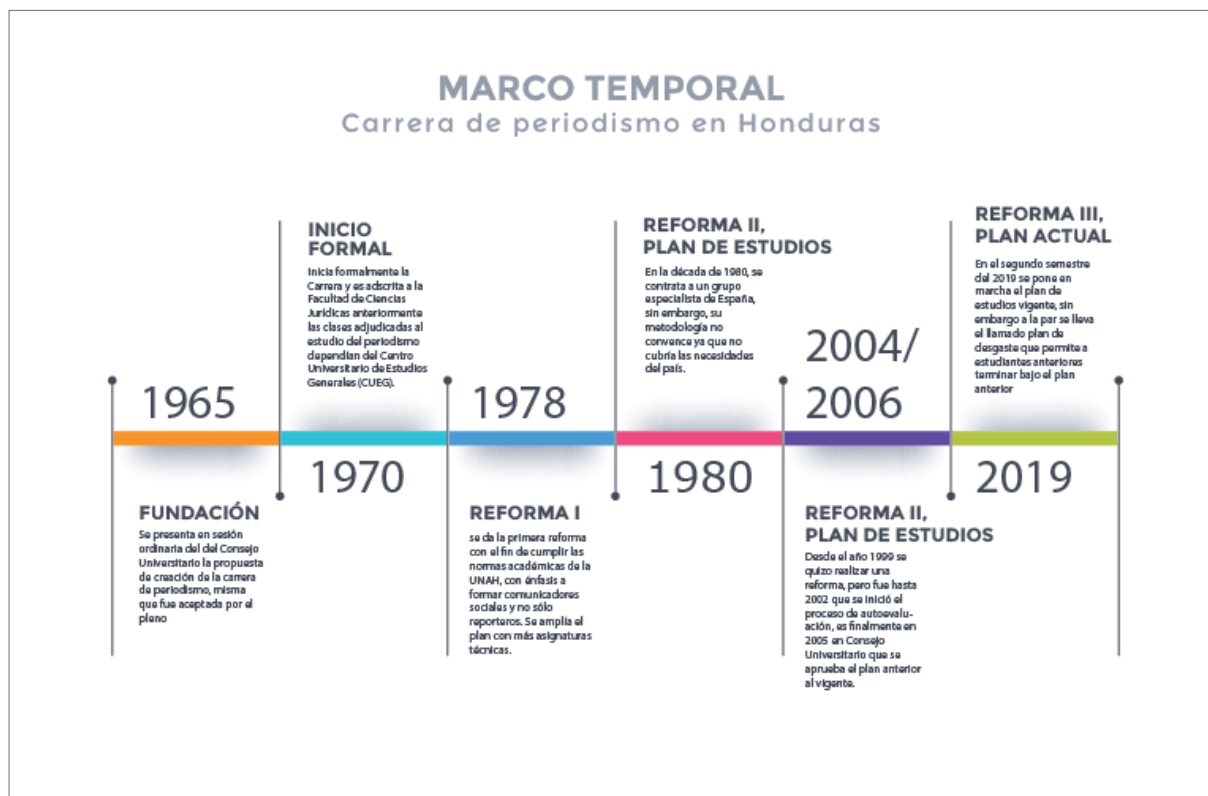 MARCO TEMPORAL
Carrera de periodismo en Honduras
1965
FUNDACIÓN
Se presenta en sesión
ordinaria del del Consejo
Universitario la propuesta
de creación de la carrera
de periodismo, misma
que fue aceptada por el
pleno
INICIO
FORMAL
Inicia formalmente la
Carrera y es adscrita a la
Facultad de Ciencias
Jurídicas anteriormente
las clases adjudicadas al
estudio del periodismo
dependían del Centro
Universitario de Estudios
Generales (CUEG).
1970
1978
REFORMA I
se da la primera reforma
con el fin de cumplir las
normas académicas de la
UNAH, con énfasis a
formar comunicadores
sociales y no sólo
reporteros. Se amplía el
plan con más asignaturas
técnicas.
REFORMA II,
PLAN DE ESTUDIOS
En la década de 1980, se
contrata a un grupo
especialista de España,
sin embargo, su
metodología no
convence ya que no
cubría las necesidades
del país.
1980
2004/
2006
REFORMA II,
PLAN DE ESTUDIOS
Desde el año 1999 se
quizo realizar una
reforma, pero fue hasta
2002 que se inició el
proceso de autoevalu-
ación, es finalmente en
2005 en Consejo
Universitario que se
aprueba el plan anterior
al vigente.
REFORMA III,
PLAN ACTUAL
En el segundo semestre
del 2019 se pone en
marcha el plan de
estudios vigente, sin
embargo a la par se lleva
el llamado plan de
desgaste que permite a
estudiantes anteriores
terminar bajo el plan
anterior
2019